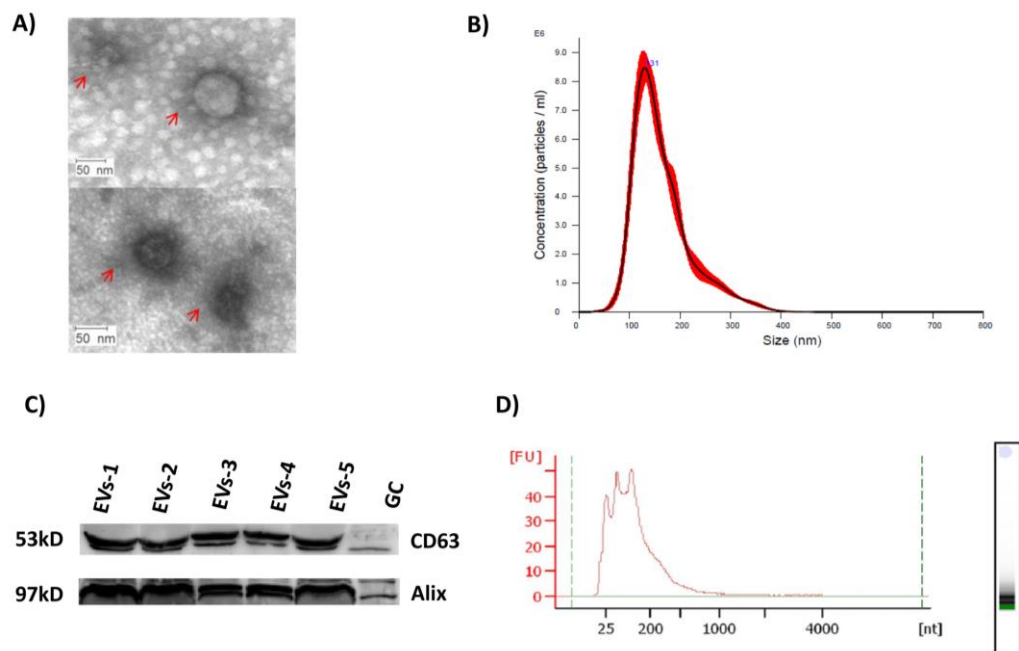 A)
50 nm
50 nm
B)
E6
9.0
8.0
7.0
6.0
5.0
4.0
3.0
2.0
1.0
0
Concentration (particles / ml)
0 100 200 300 400 500 600 700 800
Size (nm)
C)
EVs-1 EVs-2 EVs-3 EVs-4 EVs-5 GC
53kD CD63
97kD Alix
D)
[FU]
40
30
20
10
0
25 200 1000 4000 [nt]